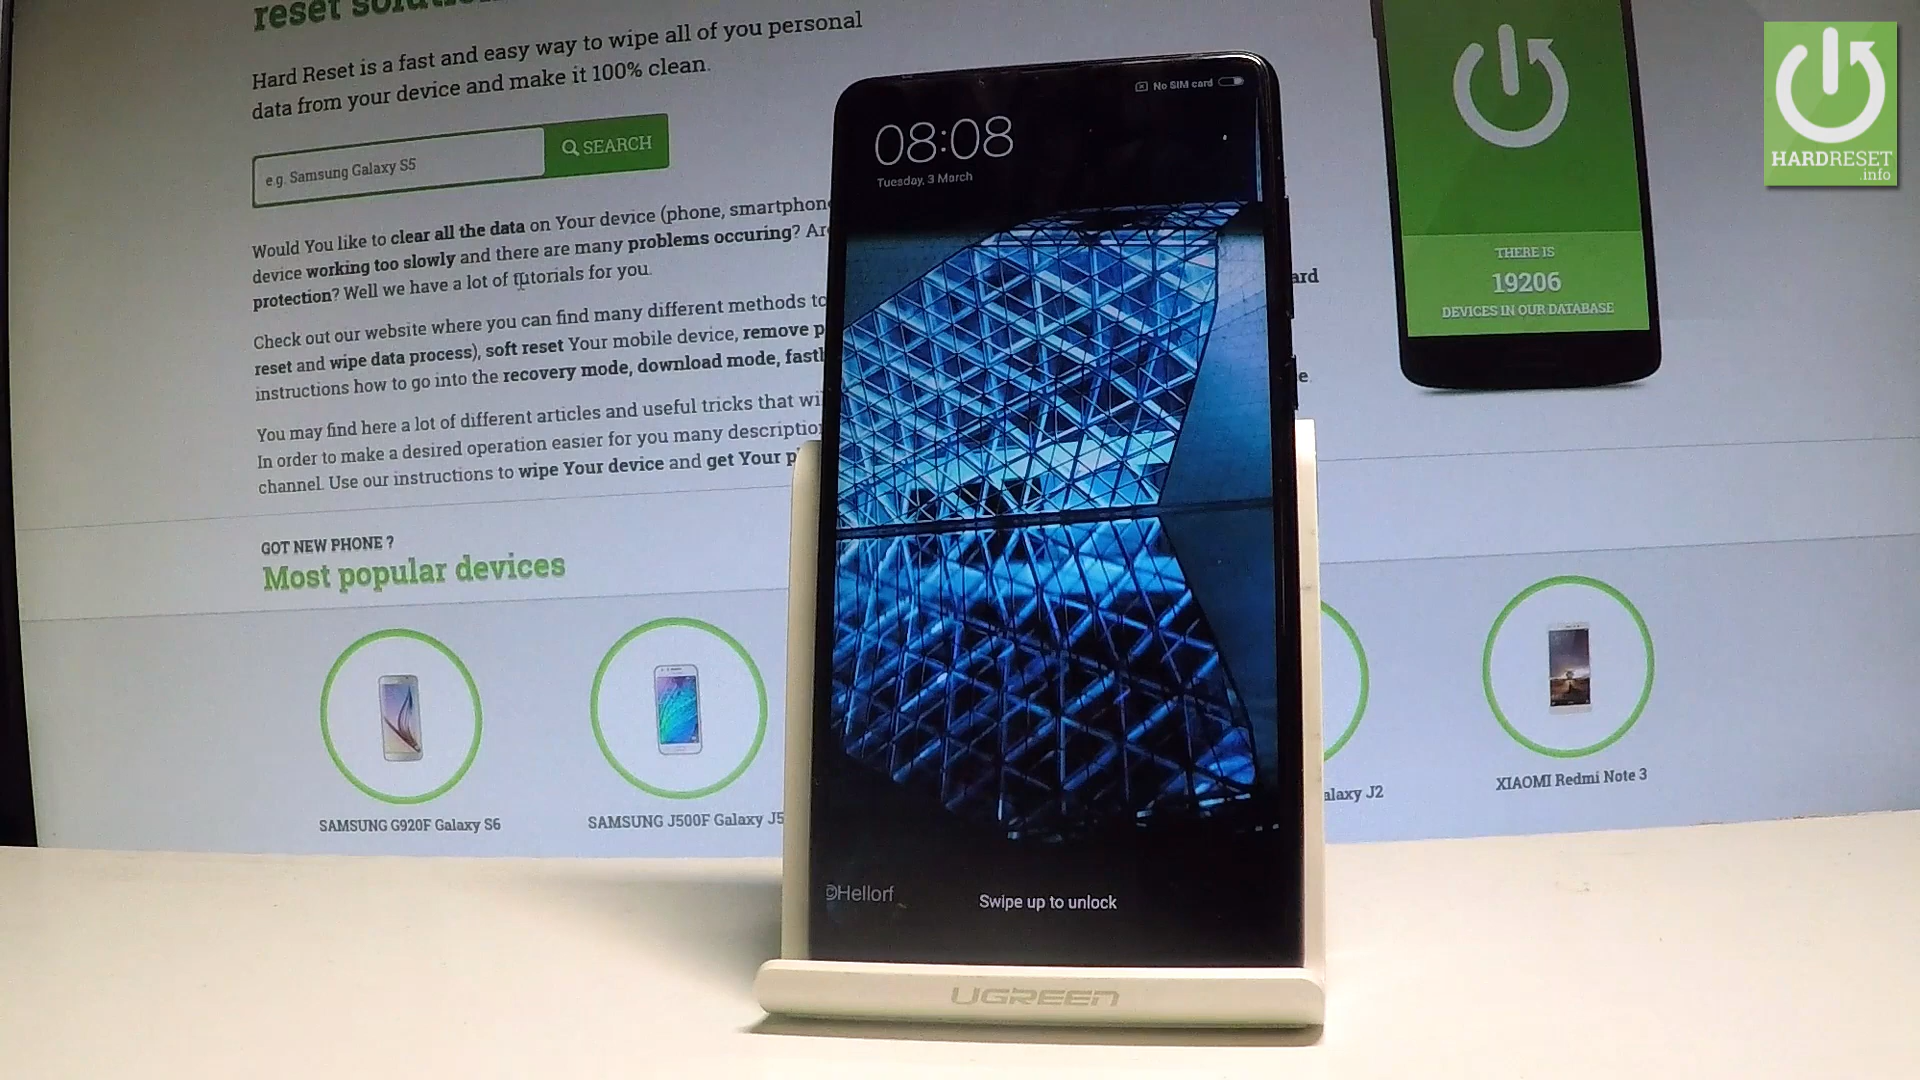 reset
Hard Reset is a fast and easy way to wipe all of you personal
data from your device and make it 100% clean.
e.g. Samsung Galaxy S5
SEARCH
Would You like to clear all the data on Your device (phone, smartphon
device working too slowly and there are many problems occuring? Ar
protection? Well we have a lot of tutorials for you.
Check out our website where you can find many different methods to
reset and wipe data process), soft reset Your mobile device, remove p
instructions how to go into the recovery mode, download mode, fast
You may find here a lot of different articles and useful tricks that wi
In order to make a desired operation easier for you many descriptio
channel. Use our instructions to wipe Your device and get Your p
GOT NEW PHONE ?
Most popular devices
SAMSUNG G920F Galaxy S6
SAMSUNG J500F Galaxy J5
alaxy J2
XIAOMI Redmi Note 3
No SIM card
08:08
Tuesday, 3 March
©Hellorf
Swipe up to unlock
UGREEN
ard
e
THERE IS
19206
DEVICES IN OUR DATABASE
HARDRESET
.info